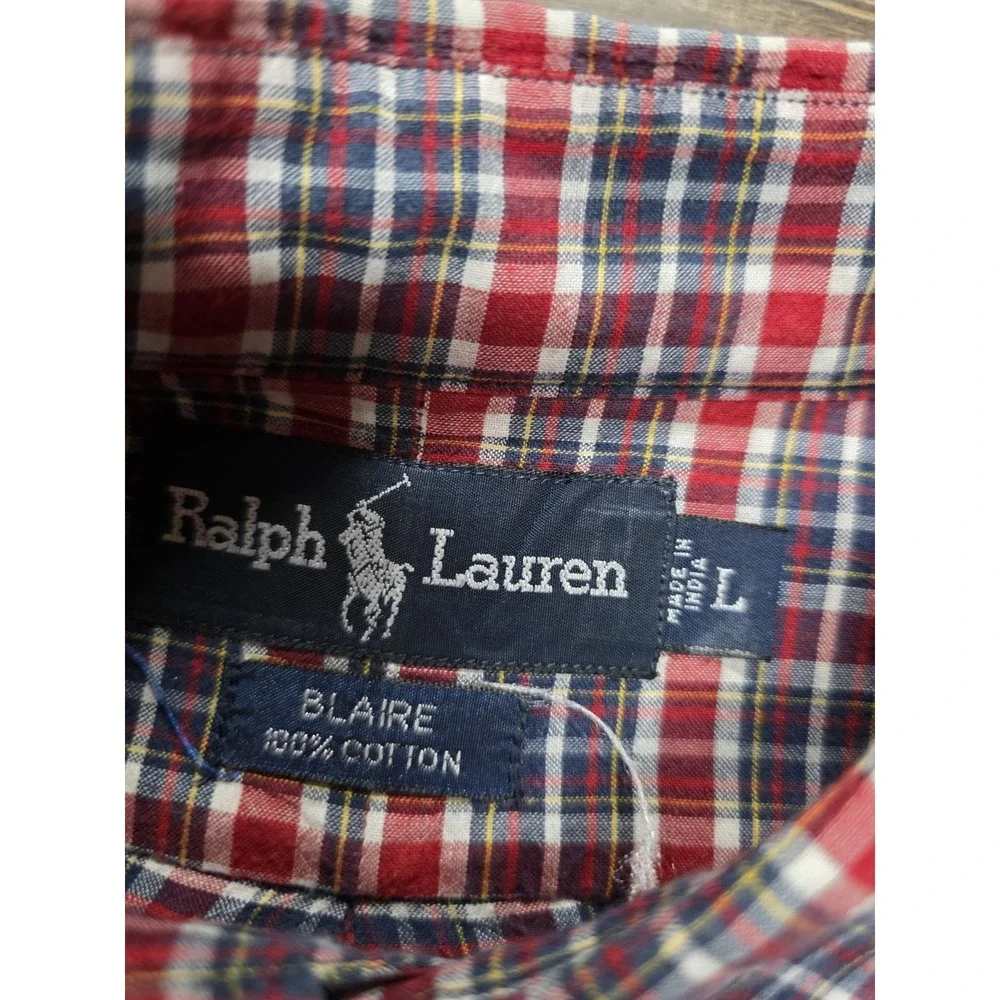 Ralph Lauren
MADE IN
INDIA
L
BLAIRE
100% COTTON